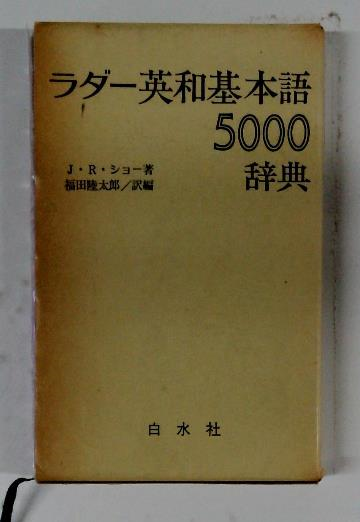 ラダー英和基本語
5000
辞典
J・R・ショー著
福田陸太郎／訳編
白水社